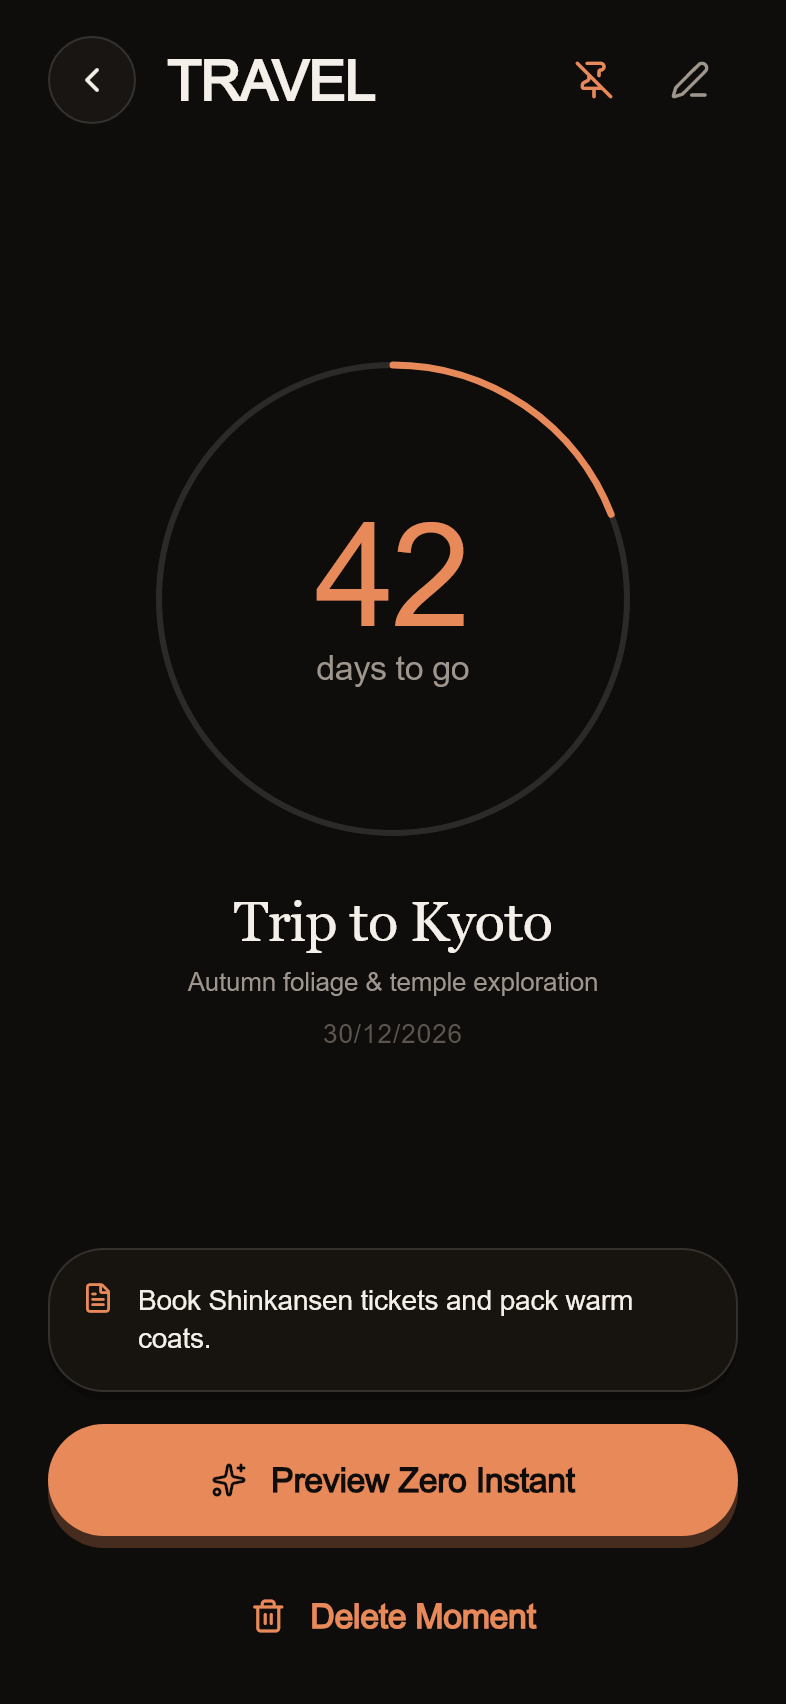 TRAVEL
42
days to go
Trip to Kyoto
Autumn foliage & temple exploration
30/12/2026
Book Shinkansen tickets and pack warm
coats.
Preview Zero Instant
Delete Moment